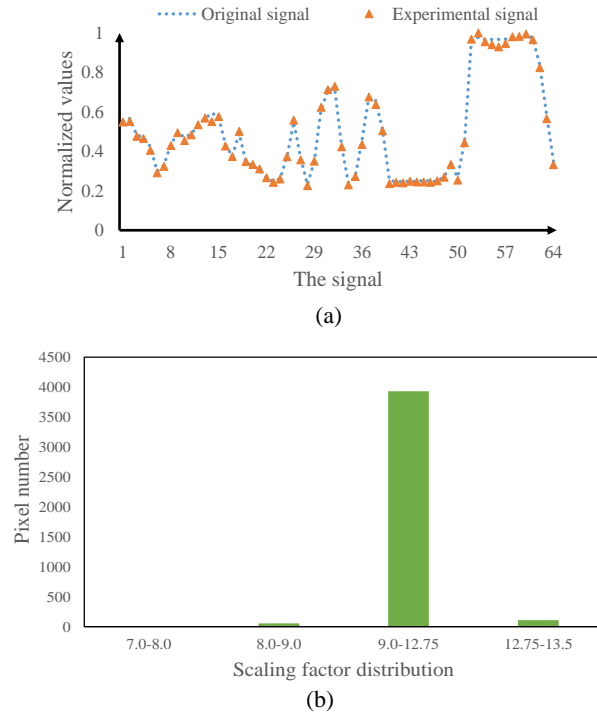 Original signal
Experimental signal
1
0.8
0.6
0.4
0.2
0
Normalized values
1 8 15 22 29 36 43 50 57 64
The signal
(a)
4500
4000
3500
3000
2500
2000
1500
1000
500
0
Pixel number
7.0-8.0 8.0-9.0 9.0-12.75 12.75-13.5
Scaling factor distribution
(b)